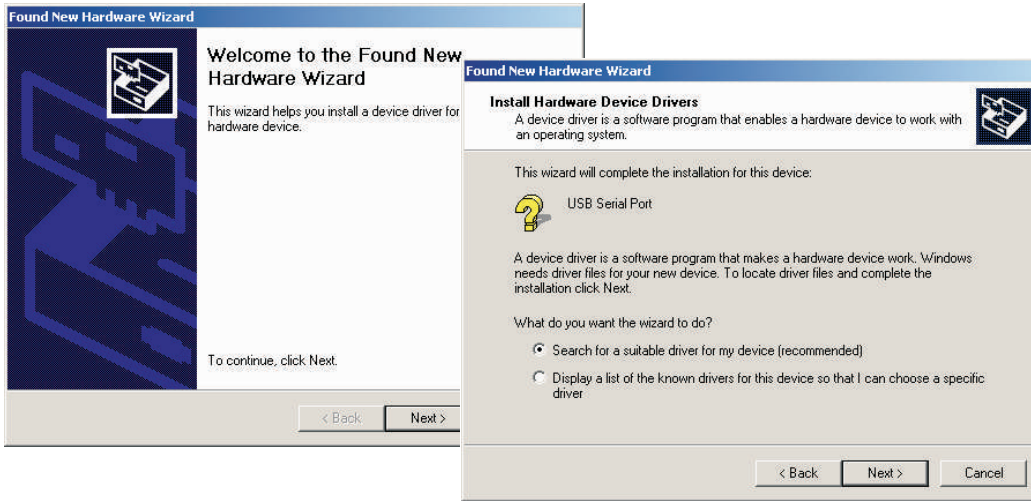 Found New Hardware Wizard
Welcome to the Found New
Hardware Wizard
This wizard helps you install a device driver for
hardware device.
To continue, click Next.
< Back
Next >
Found New Hardware Wizard
Install Hardware Device Drivers
A device driver is a software program that enables a hardware device to work with
an operating system.
This wizard will complete the installation for this device:
USB Serial Port
A device driver is a software program that makes a hardware device work. Windows
needs driver files for your new device. To locate driver files and complete the
installation click Next.
What do you want the wizard to do?
Search for a suitable driver for my device (recommended)
Display a list of the known drivers for this device so that I can choose a specific
driver
< Back
Next >
Cancel